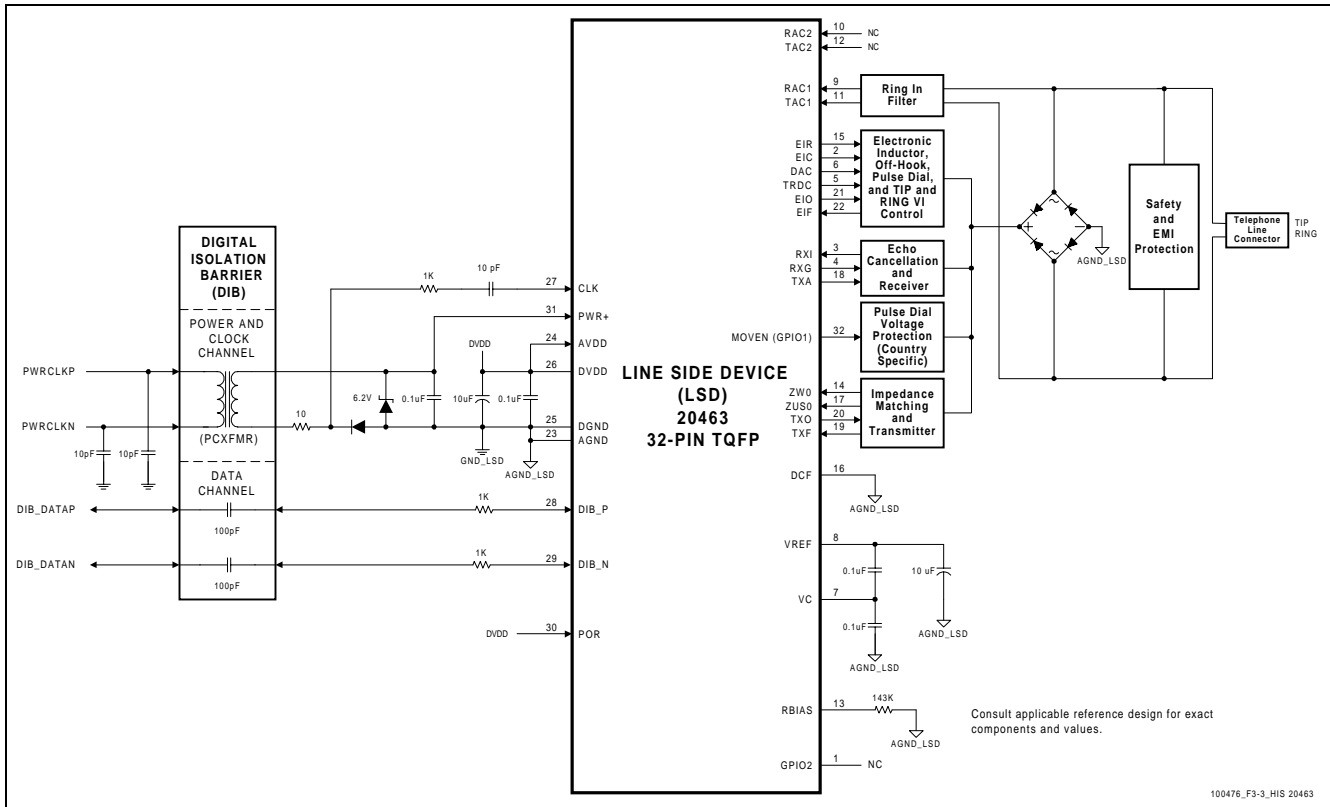 RAC2
10
NC
TAC2
12
NC
RAC1
9
TAC1
11
Ring In
Filter
EIR
15
EIC
2
DAC
6
TRDC
5
EIO
21
EIF
22
Electronic
Inductor,
Off-Hook,
Pulse Dial,
and TIP and
RING VI
Control
RXI
3
RXG
4
TXA
18
Echo
Cancellation
and
Receiver
MOVEN (GPIO1)
32
Pulse Dial
Voltage
Protection
(Country
Specific)
ZW0
14
ZUS0
17
TXO
20
TXF
19
Impedance
Matching
and
Transmitter
~
+
–
~
AGND_LSD
Safety
and
EMI
Protection
Telephone
Line
Connector
TIP
RING
DIGITAL
ISOLATION
BARRIER
(DIB)
POWER AND
CLOCK
CHANNEL
PWRCLKP
PWRCLKN
(PCXFMR)
10pF
10pF
DATA
CHANNEL
DIB_DATAP
100pF
DIB_DATAN
100pF
1K
10 pF
27
CLK
31
PWR+
24
AVDD
DVDD
26
DVDD
6.2V
0.1uF
10uF
0.1uF
10
25
DGND
23
AGND
GND_LSD
AGND_LSD
1K
28
DIB_P
1K
29
DIB_N
DVDD
30
POR
LINE SIDE DEVICE
(LSD)
20463
32-PIN TQFP
DCF
16
AGND_LSD
VREF
8
0.1uF
10 uF
VC
7
0.1uF
AGND_LSD
AGND_LSD
RBIAS
13
143K
AGND_LSD
GPIO2
1
NC
Consult applicable reference design for exact
components and values.
100476_F3-3_HIS 20463